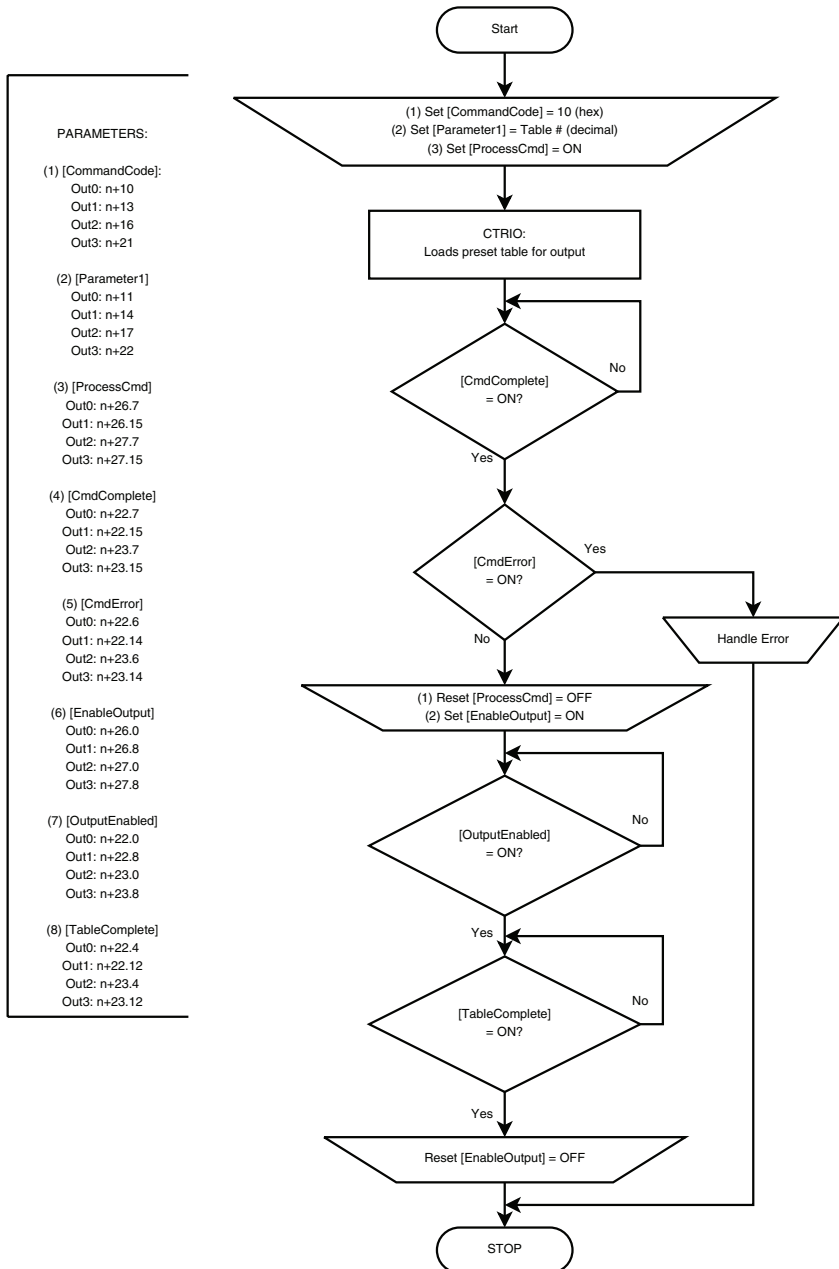 Start
(1) Set [CommandCode] = 10 (hex)
(2) Set [Parameter1] = Table # (decimal)
(3) Set [ProcessCmd] = ON
CTRIO:
Loads preset table for output
[CmdComplete]
= ON?
No
Yes
[CmdError]
= ON?
Yes
No
Handle Error
(1) Reset [ProcessCmd] = OFF
(2) Set [EnableOutput] = ON
[OutputEnabled]
= ON?
No
Yes
[TableComplete]
= ON?
No
Yes
Reset [EnableOutput] = OFF
STOP
PARAMETERS:
(1) [CommandCode]:
Out0: n+10
Out1: n+13
Out2: n+16
Out3: n+21
(2) [Parameter1]
Out0: n+11
Out1: n+14
Out2: n+17
Out3: n+22
(3) [ProcessCmd]
Out0: n+26.7
Out1: n+26.15
Out2: n+27.7
Out3: n+27.15
(4) [CmdComplete]
Out0: n+22.7
Out1: n+22.15
Out2: n+23.7
Out3: n+23.15
(5) [CmdError]
Out0: n+22.6
Out1: n+22.14
Out2: n+23.6
Out3: n+23.14
(6) [EnableOutput]
Out0: n+26.0
Out1: n+26.8
Out2: n+27.0
Out3: n+27.8
(7) [OutputEnabled]
Out0: n+22.0
Out1: n+22.8
Out2: n+23.0
Out3: n+23.8
(8) [TableComplete]
Out0: n+22.4
Out1: n+22.12
Out2: n+23.4
Out3: n+23.12